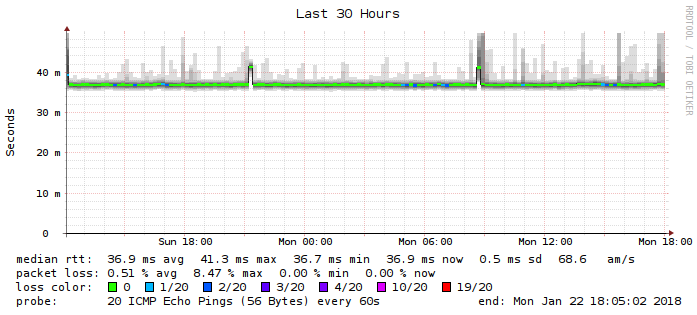 Last 30 Hours
RRDTOOL / TOBI OETIKER
Seconds
40 m
30 m
20 m
10 m
0
Sun 18:00 Mon 00:00 Mon 06:00 Mon 12:00 Mon 18:00
median rtt: 36.9 ms avg 41.3 ms max 36.7 ms min 36.9 ms now 0.5 ms sd 68.6 am/s
packet loss: 0.51 % avg 8.47 % max 0.00 % min 0.00 % now
loss color: 0 1/20 2/20 3/20 4/20 10/20 19/20
probe: 20 ICMP Echo Pings (56 Bytes) every 60s end: Mon Jan 22 18:05:02 2018